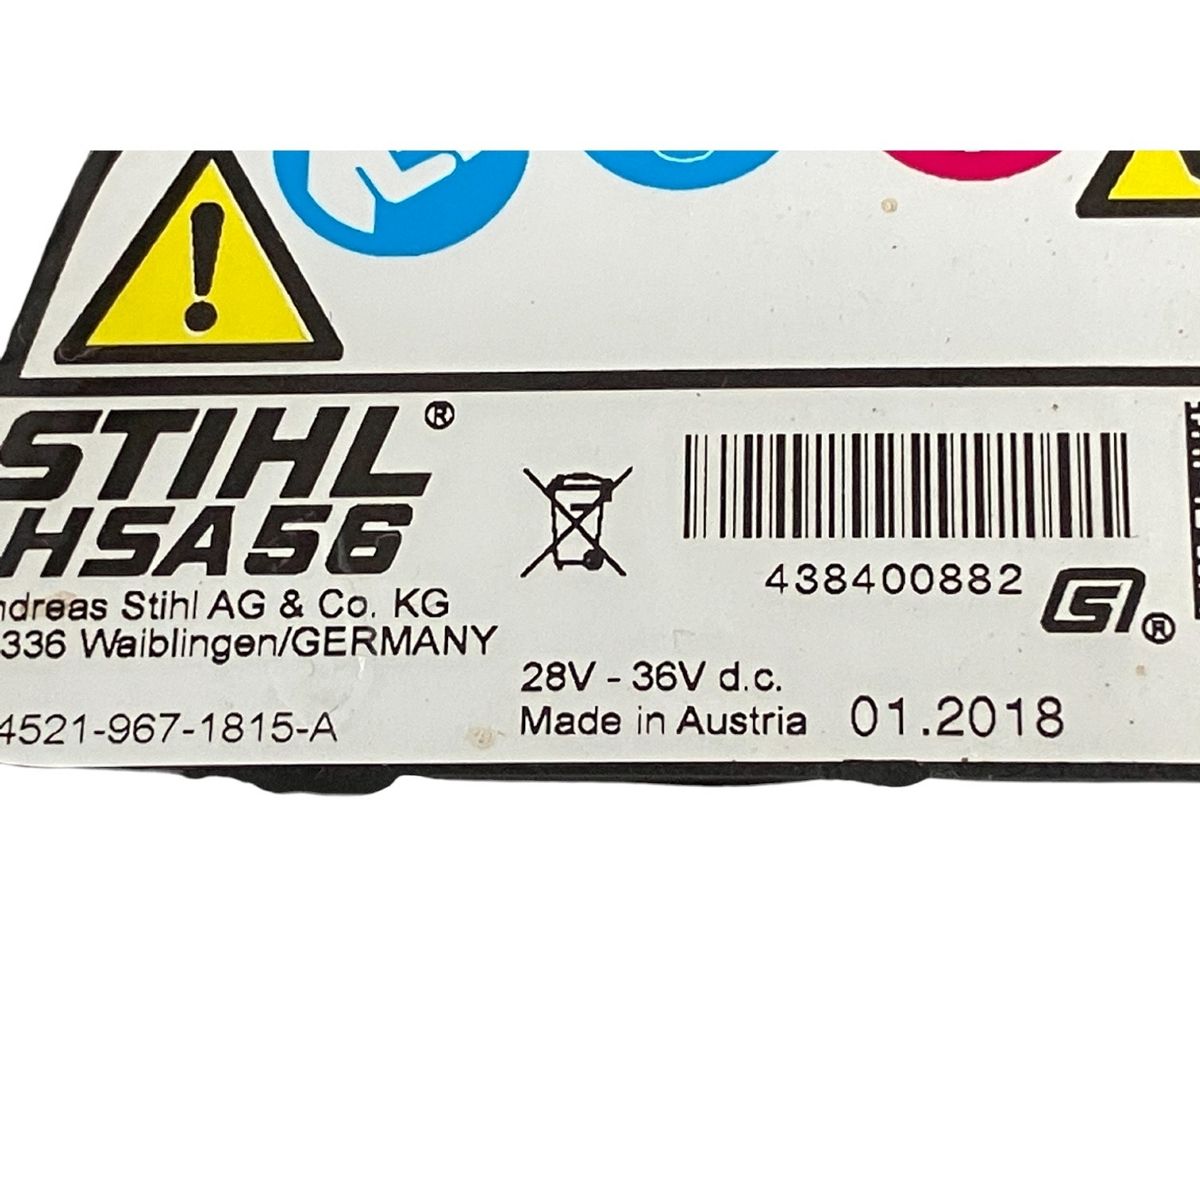 STIHL®
HSA56
ndreas Stihl AG & Co. KG
336 Waiblingen/GERMANY
4521-967-1815-A
438400882
®
28V - 36V d.c.
Made in Austria 01.2018